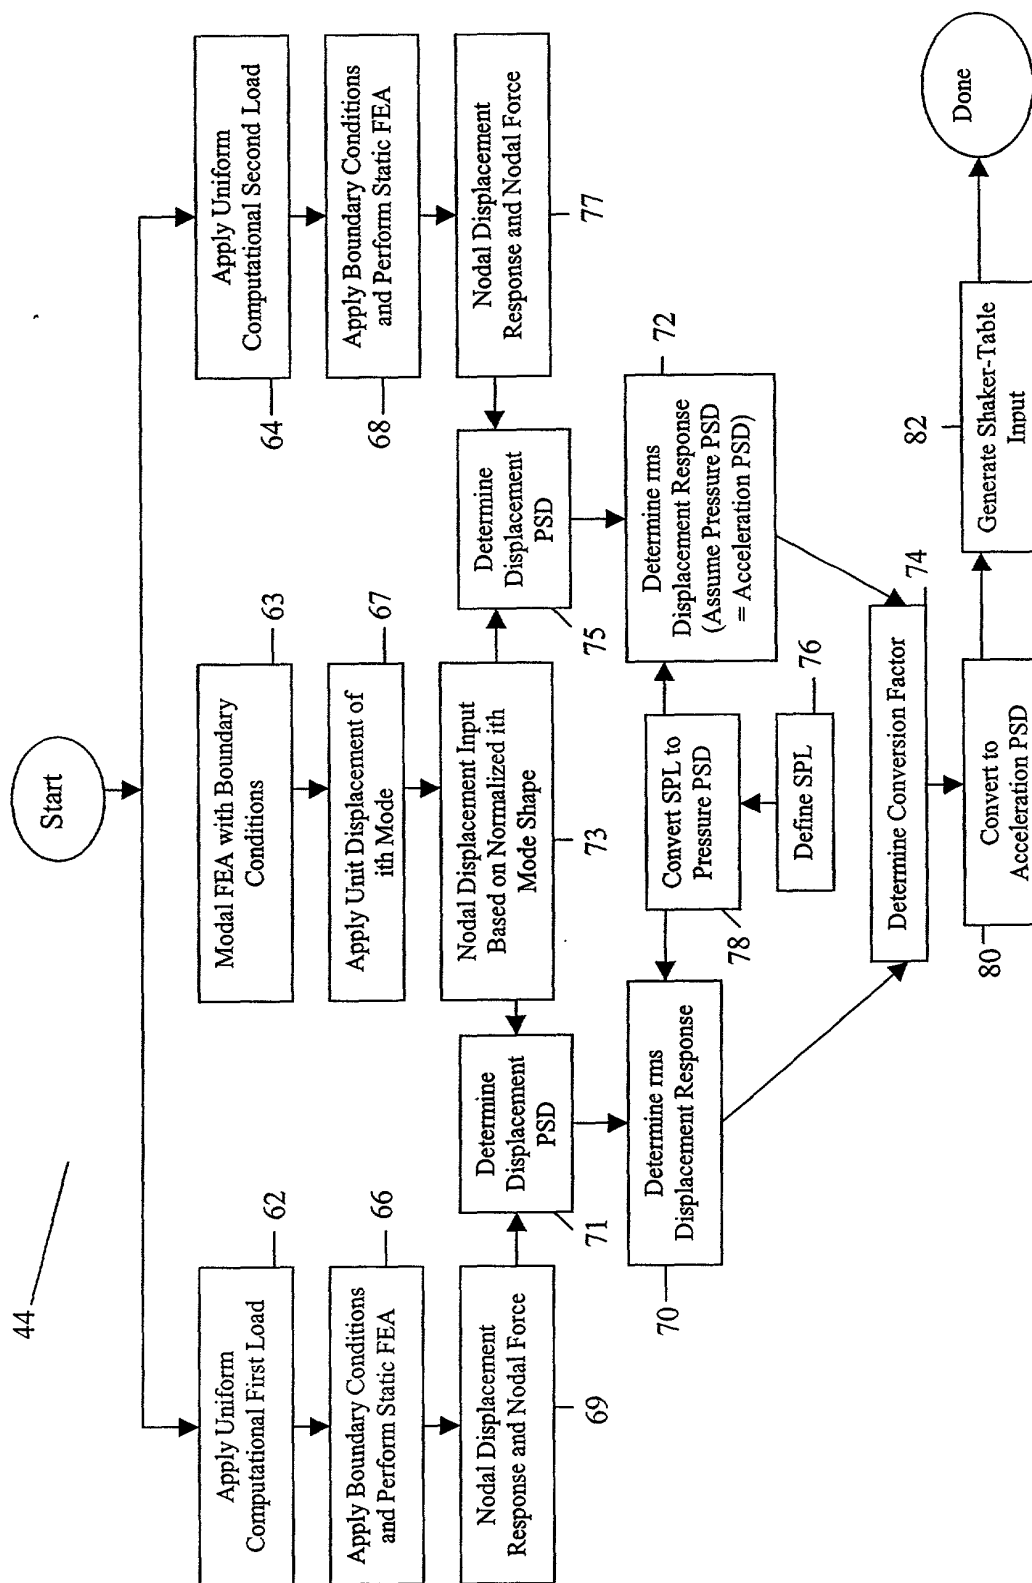 44
Start
Apply Uniform
Computational First Load
62
Modal FEA with Boundary
Conditions
63
Apply Uniform
Computational Second Load
64
Apply Boundary Conditions
and Perform Static FEA
66
Apply Unit Displacement of
ith Mode
67
Apply Boundary Conditions
and Perform Static FEA
68
Nodal Displacement
Response and Nodal Force
69
Nodal Displacement Input
Based on Normalized ith
Mode Shape
73
Nodal Displacement
Response and Nodal Force
77
Determine
Displacement
PSD
71
Determine
Displacement
PSD
75
Determine rms
Displacement Response
70
Convert SPL to
Pressure PSD
78
Determine rms
Displacement Response
(Assume Pressure PSD
= Acceleration PSD)
72
Define SPL
76
Determine Conversion Factor
74
Convert to
Acceleration PSD
80
Generate Shaker-Table
Input
82
Done